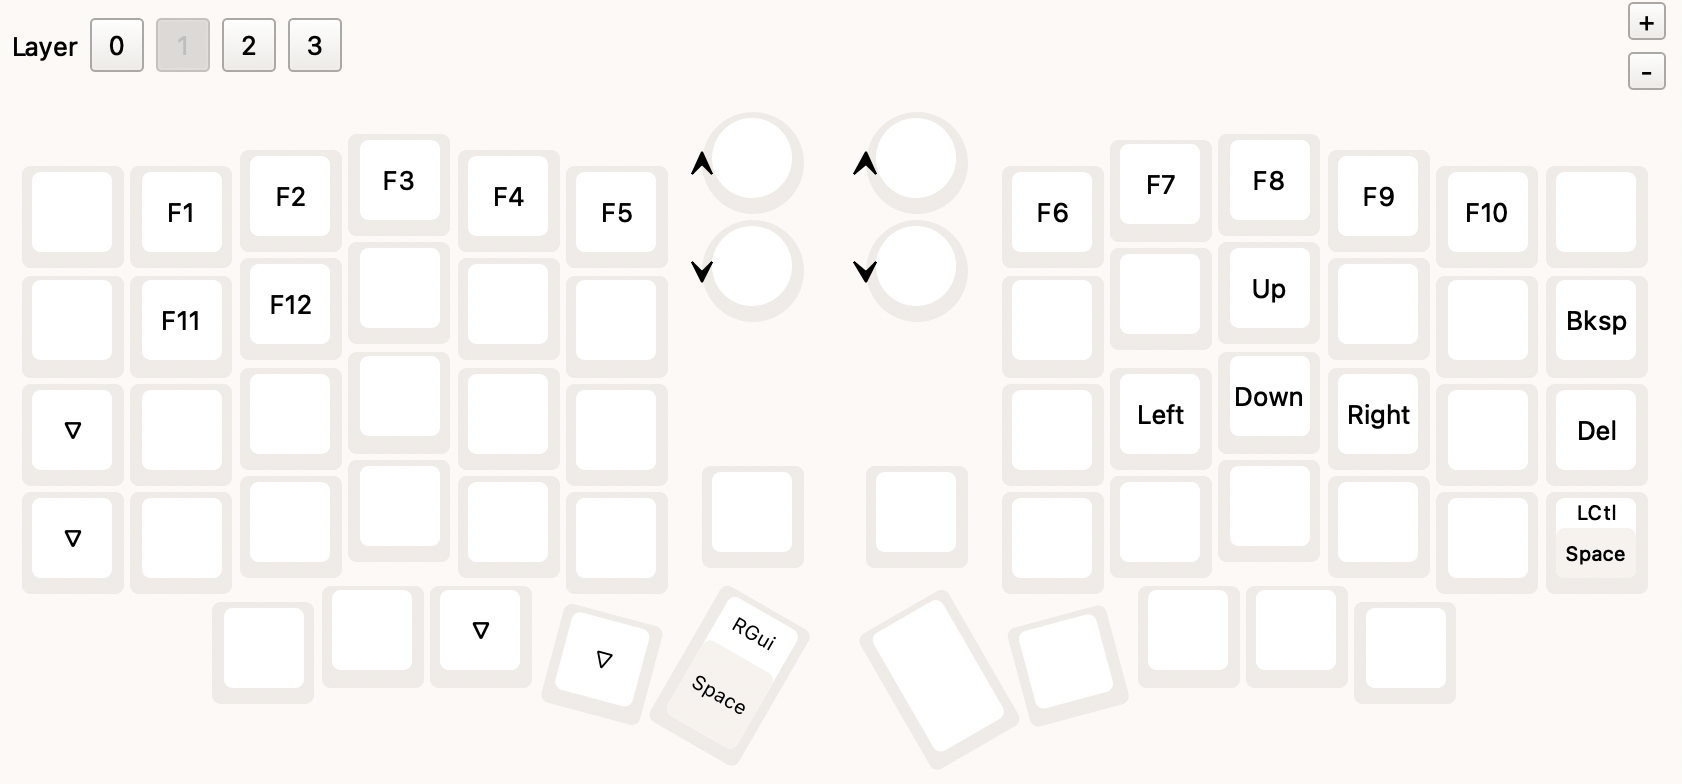 Layer 0 1 2 3
+
-
F1 F2 F3 F4 F5 F6 F7 F8 F9 F10
F11 F12 Up Bksp
▽ Left Down Right Del
▽ LCtl
Space
▽ ▽ RGui
Space